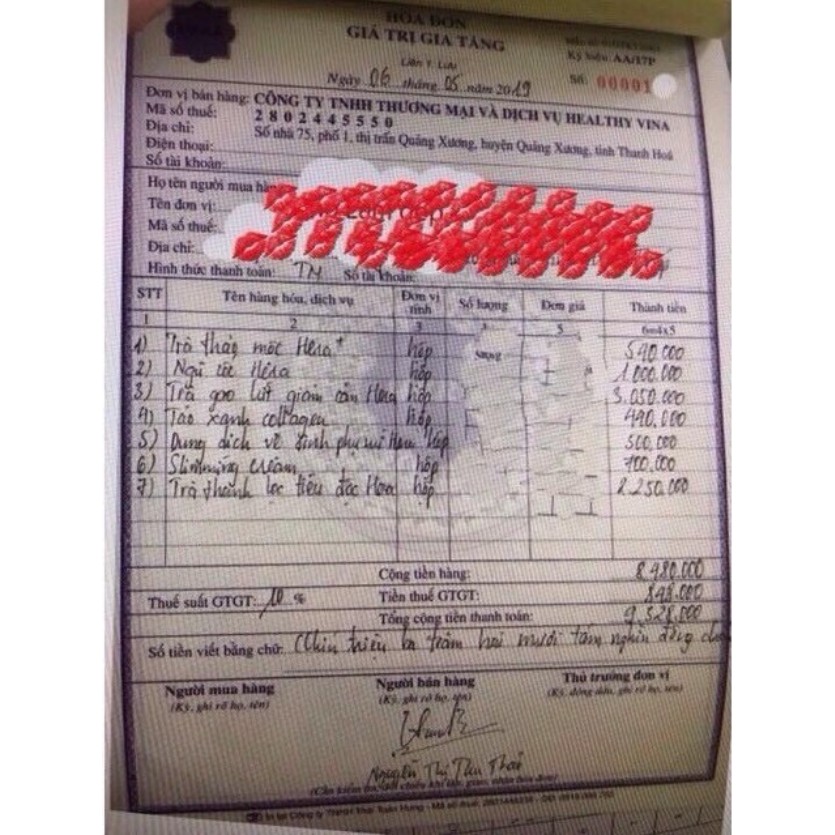 HÓA ĐƠN
GIÁ TRỊ GIA TĂNG
Liên 1: Lưu
Ký hiệu: AA/17P
Ngày 06 tháng 05 năm 2019
Số: 00001
Đơn vị bán hàng: CÔNG TY TNHH THƯƠNG MẠI VÀ DỊCH VỤ HEALTHY VINA
Mã số thuế: 2 8 0 2 4 4 5 5 5 0
Địa chỉ: Số nhà 75, phố 1, thị trấn Quảng Xương, huyện Quảng Xương, tỉnh Thanh Hoá
Điện thoại:
Số tài khoản:
Họ tên người mua hàng
Tên đơn vị:
Mã số thuế:
Địa chỉ:
Hình thức thanh toán: TM Số tài khoản:
STT Tên hàng hóa, dịch vụ Đơn vị tính Số lượng Đơn giá Thành tiền
1 2 3 5 6=4x5
1) Trà thảo mộc Hera+ hộp 590.000
2) Ngũ cốc Hera hộp 1.000.000
3) Trà gạo lứt giảm cân Hera hộp 3.050.000
4) Táo xanh collagen hộp 490.000
5) Dung dịch vệ sinh phụ nữ Hera hộp 500.000
6) Slimming cream hộp 700.000
7) Trà thanh lọc tiêu độc Hera hộp 2.250.000
Cộng tiền hàng: 8.480.000
Thuế suất GTGT: 10 % Tiền thuế GTGT: 848.000
Tổng cộng tiền thanh toán: 9.328.000
Số tiền viết bằng chữ: Chín triệu ba trăm hai mươi tám nghìn đồng
Người mua hàng Người bán hàng Thủ trưởng đơn vị
(Ký, ghi rõ họ, tên) (Ký, ghi rõ họ, tên) (Ký, đóng dấu, ghi rõ họ, tên)
Nguyễn Thị Thu Thảo